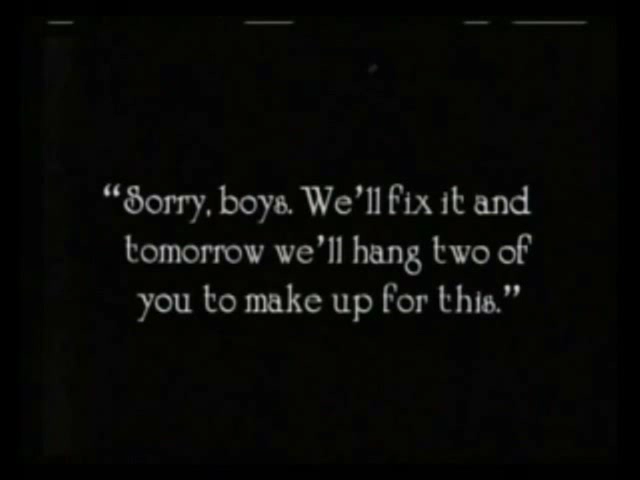 “Sorry, boys. We’ll fix it and
tomorrow we’ll hang two of
you to make up for this.”